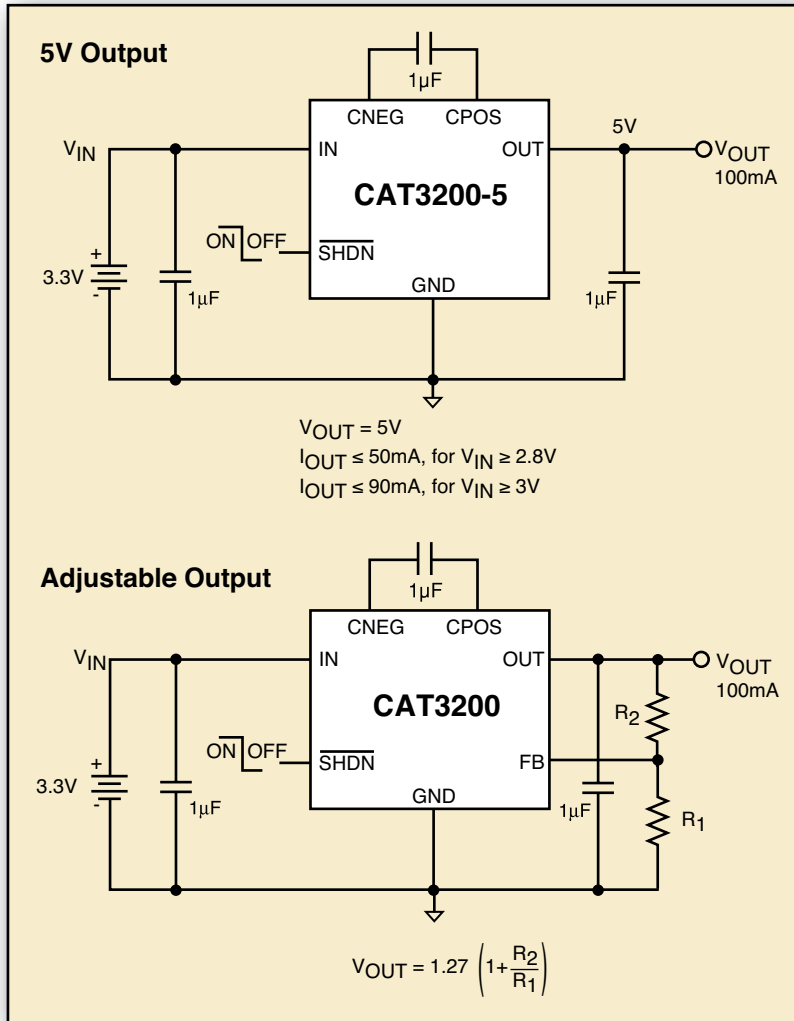 5V Output
1µF
CNEG CPOS
VIN
IN
OUT
5V
VOUT
100mA
CAT3200-5
ON OFF
SHDN
+
3.3V
-
1µF
GND
1µF
VOUT = 5V
IOUT ≤ 50mA, for VIN ≥ 2.8V
IOUT ≤ 90mA, for VIN ≥ 3V
Adjustable Output
1µF
CNEG CPOS
VIN
IN
OUT
VOUT
100mA
CAT3200
R2
ON OFF
SHDN
FB
+
3.3V
-
1µF
GND
1µF
R1
VOUT = 1.27 (1+R2/R1)